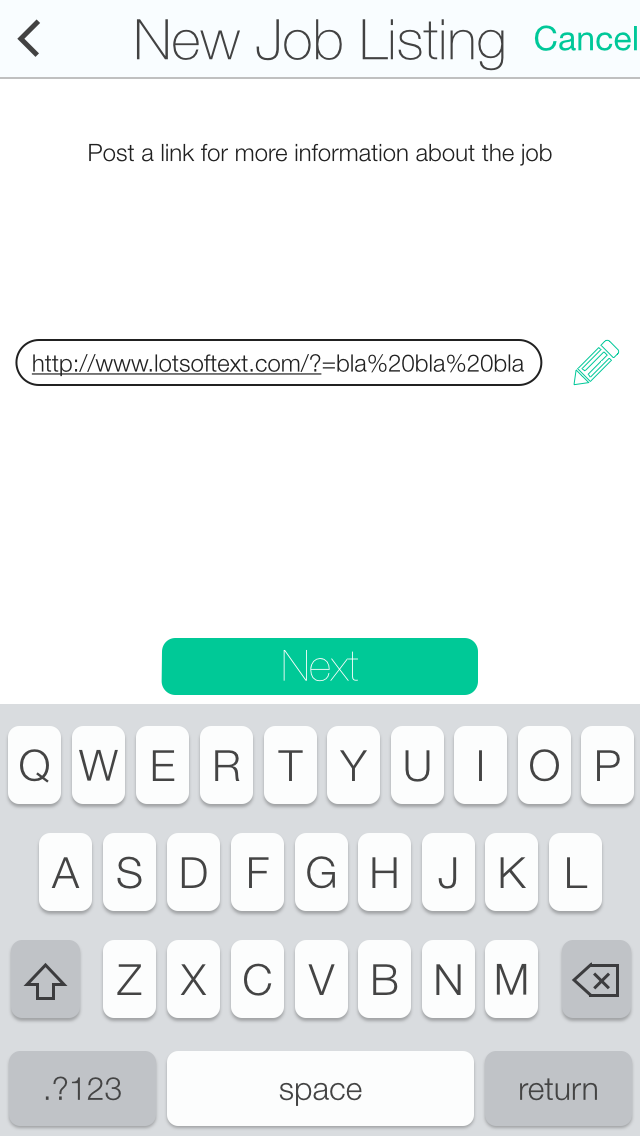 New Job Listing Cancel
Post a link for more information about the job
http://www.lotsoftext.com/?=bla%20bla%20bla
Next
Q W E R T Y U I O P
A S D F G H J K L
Z X C V B N M
.?123 space return